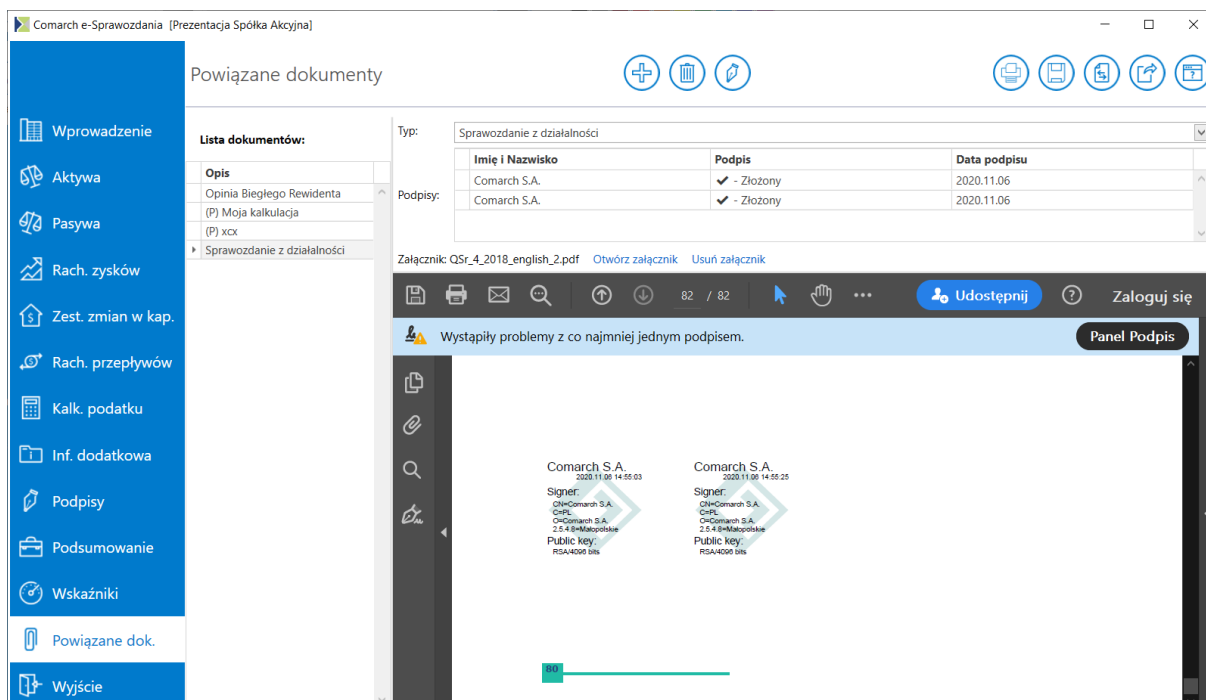 Comarch e-Sprawozdania [Prezentacja Spółka Akcyjna]
Powiązane dokumenty
Wprowadzenie
Aktywa
Pasywa
Rach. zysków
Zest. zmian w kap.
Rach. przepływów
Kalk. podatku
Inf. dodatkowa
Podpisy
Podsumowanie
Wskaźniki
Powiązane dok.
Wyjście
Lista dokumentów:
Opis
Opinia Biegłego Rewidenta
(P) Moja kalkulacja
(P) xcx
Sprawozdanie z działalności
Typ:
Sprawozdanie z działalności
Podpisy:
Imię i Nazwisko Podpis Data podpisu
Comarch S.A. ✔ - Złożony 2020.11.06
Comarch S.A. ✔ - Złożony 2020.11.06
Załącznik: QSr_4_2018_english_2.pdf Otwórz załącznik Usuń załącznik
82 / 82
Udostępnij
Zaloguj się
Wystąpiły problemy z co najmniej jednym podpisem.
Panel Podpis
Comarch S.A.
2020.11.06 14:55:03
Signer:
CN=Comarch S.A.
C=PL
O=Comarch S.A.
2.5.4.8=Małopolskie
Public key:
RSA/4096 bits
Comarch S.A.
2020.11.06 14:55:25
Signer:
CN=Comarch S.A.
C=PL
O=Comarch S.A.
2.5.4.8=Małopolskie
Public key:
RSA/4096 bits
80